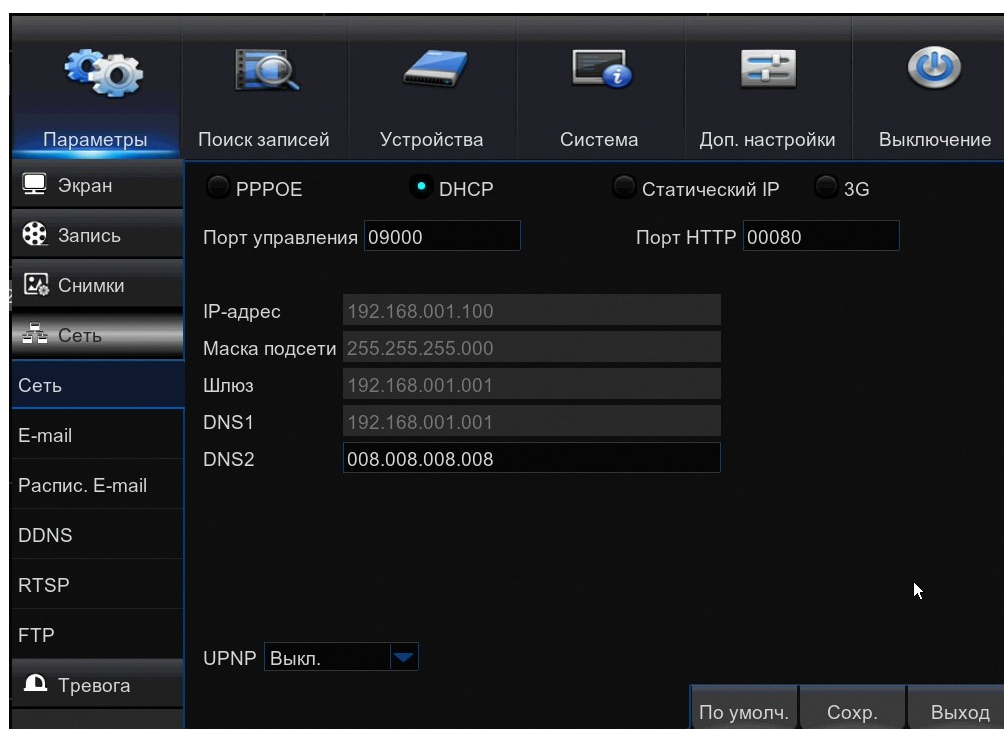 Параметры Поиск записей Устройства Система Доп. настройки Выключение
Экран
Запись
Снимки
Сеть
Сеть
E-mail
Распис. E-mail
DDNS
RTSP
FTP
Тревога
PPPOE DHCP Статический IP 3G
Порт управления 09000 Порт HTTP 00080
IP-адрес 192.168.001.100
Маска подсети 255.255.255.000
Шлюз 192.168.001.001
DNS1 192.168.001.001
DNS2 008.008.008.008
UPNP Выкл.
По умолч. Сохр. Выход